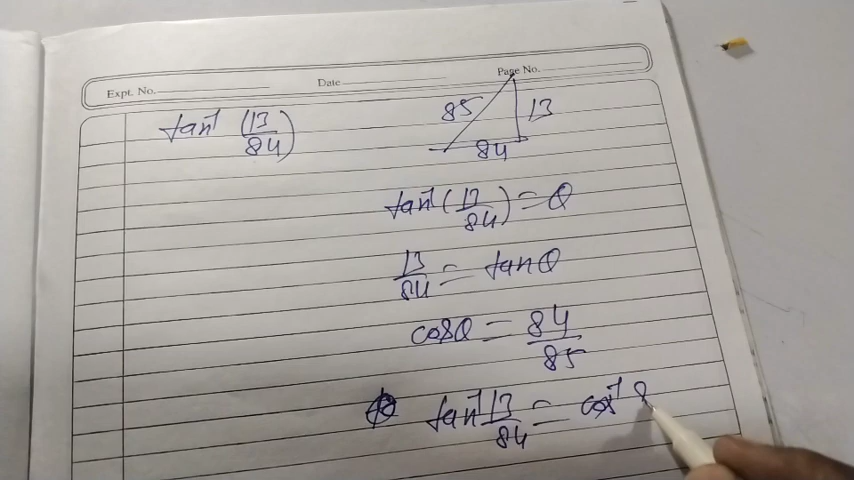 Expt. No. Date Page No.
tan⁻¹ (13/84)
85 13
84
tan⁻¹ (13/84) = θ
13/84 = tanθ
cosθ = 84/85
tan⁻¹ 13/84 = cos⁻¹ 8